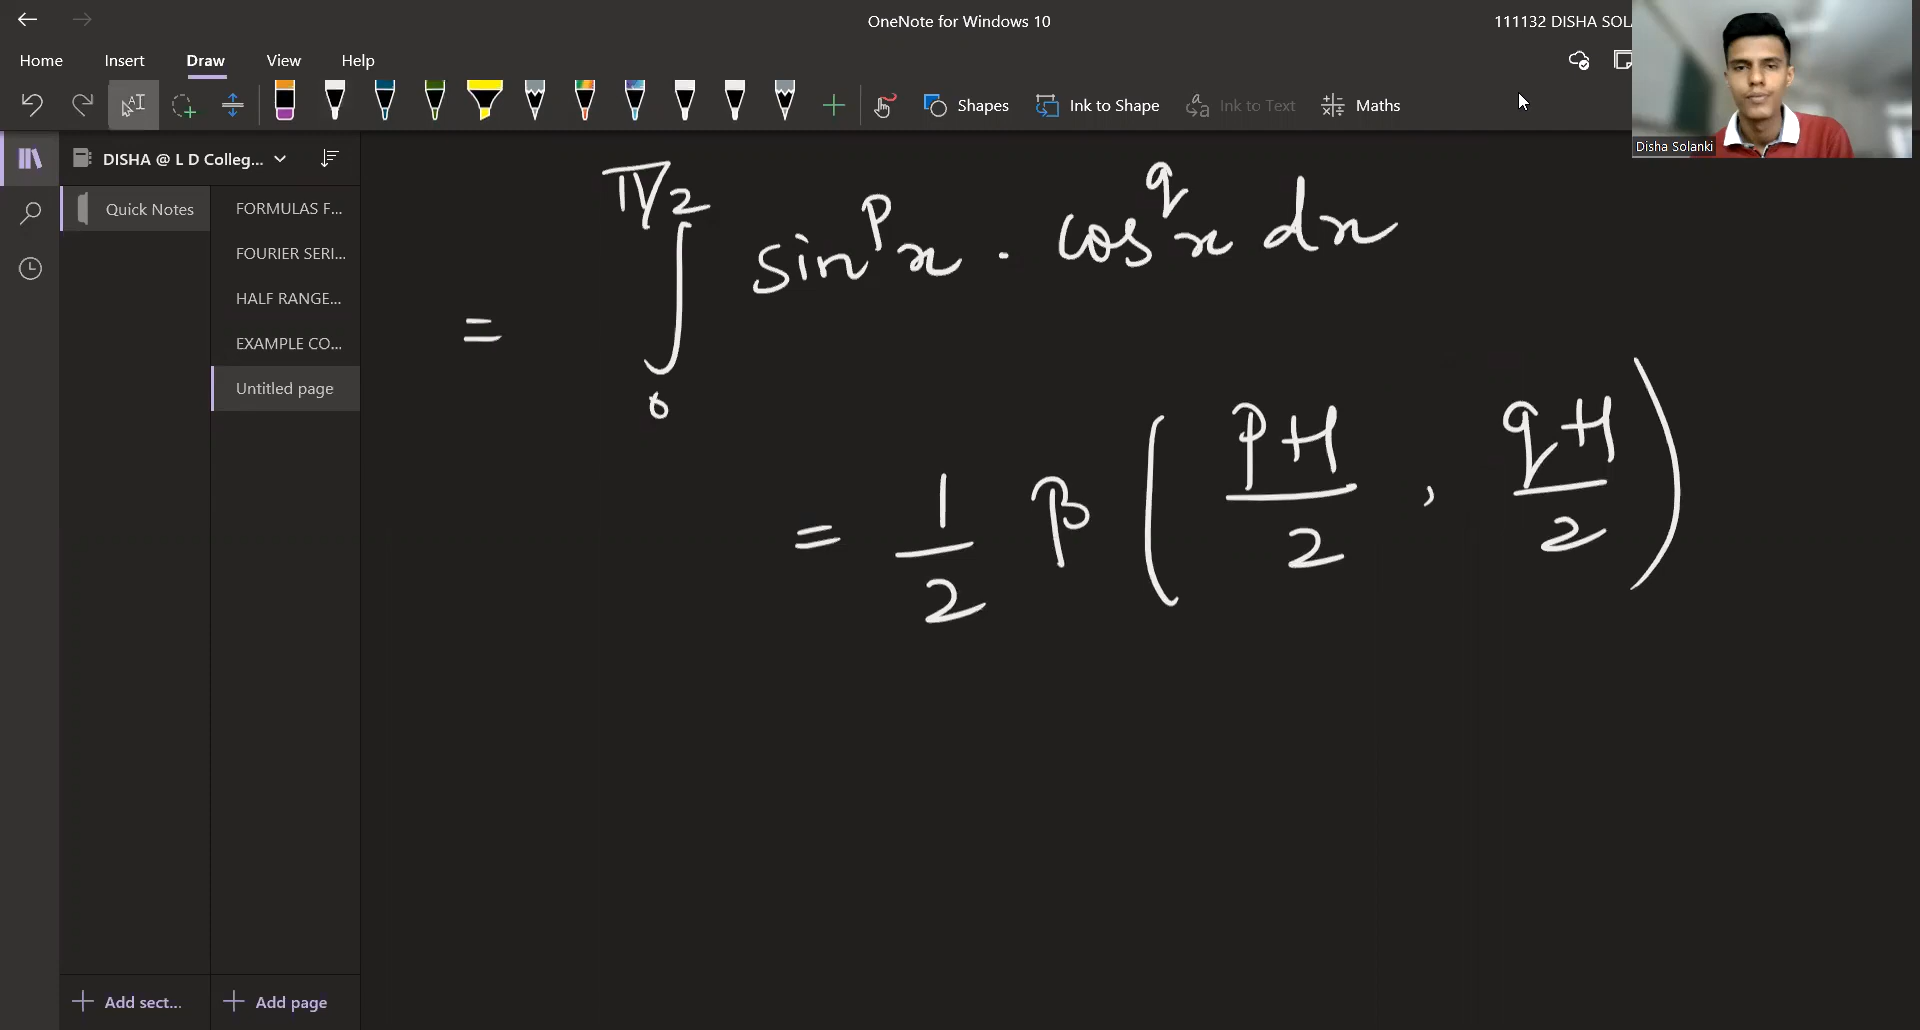 OneNote for Windows 10
111132 DISHA SOL
Home Insert Draw View Help
Shapes Ink to Shape Ink to Text Maths
Disha Solanki
DISHA @ L D Colleg...
Quick Notes
FORMULAS F...
FOURIER SERI...
HALF RANGE...
EXAMPLE CO...
Untitled page
= ∫₀^(π/2) sin^p x . cos^q x dx
= 1/2 β ( p+1/2 , q+1/2 )
+ Add sect... + Add page